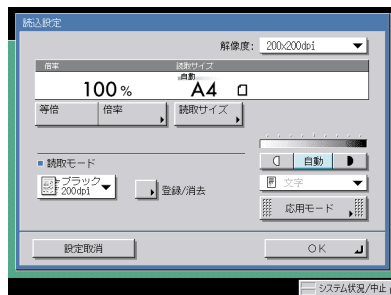 読込設定
解像度: 200x200dpi
倍率 読取サイズ
自動
100 % A4
等倍 倍率 読取サイズ
読取モード
自動
ブラック
200dpi
登録/消去
文字
応用モード
設定取消 OK
システム状況/中止